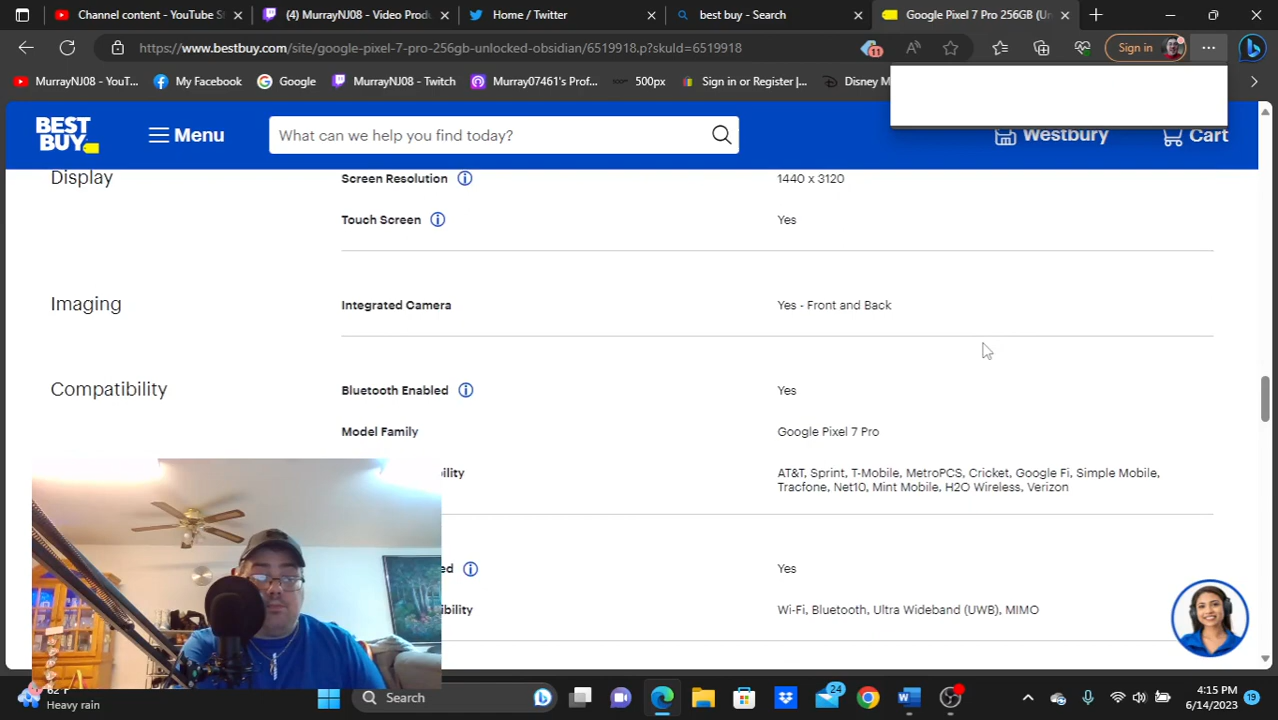 Channel content - YouTube S
(4) MurrayNJ08 - Video Produ
Home / Twitter
best buy - Search
Google Pixel 7 Pro 256GB (Un
https://www.bestbuy.com/site/google-pixel-7-pro-256gb-unlocked-obsidian/6519918.p?skuId=6519918
11
Sign in
MurrayNJ08 - YouT...
My Facebook
Google
MurrayNJ08 - Twitch
Murray07461's Prof...
500px
Sign in or Register |...
Disney M
BEST BUY
Menu
What can we help you find today?
Westbury
Cart
Display
Screen Resolution
1440 x 3120
Touch Screen
Yes
Imaging
Integrated Camera
Yes - Front and Back
Compatibility
Bluetooth Enabled
Yes
Model Family
Google Pixel 7 Pro
ility
AT&T, Sprint, T-Mobile, MetroPCS, Cricket, Google Fi, Simple Mobile,
Tracfone, Net10, Mint Mobile, H2O Wireless, Verizon
ed
Yes
ibility
Wi-Fi, Bluetooth, Ultra Wideband (UWB), MIMO
62°F
Heavy rain
Search
24
4:15 PM
6/14/2023
19